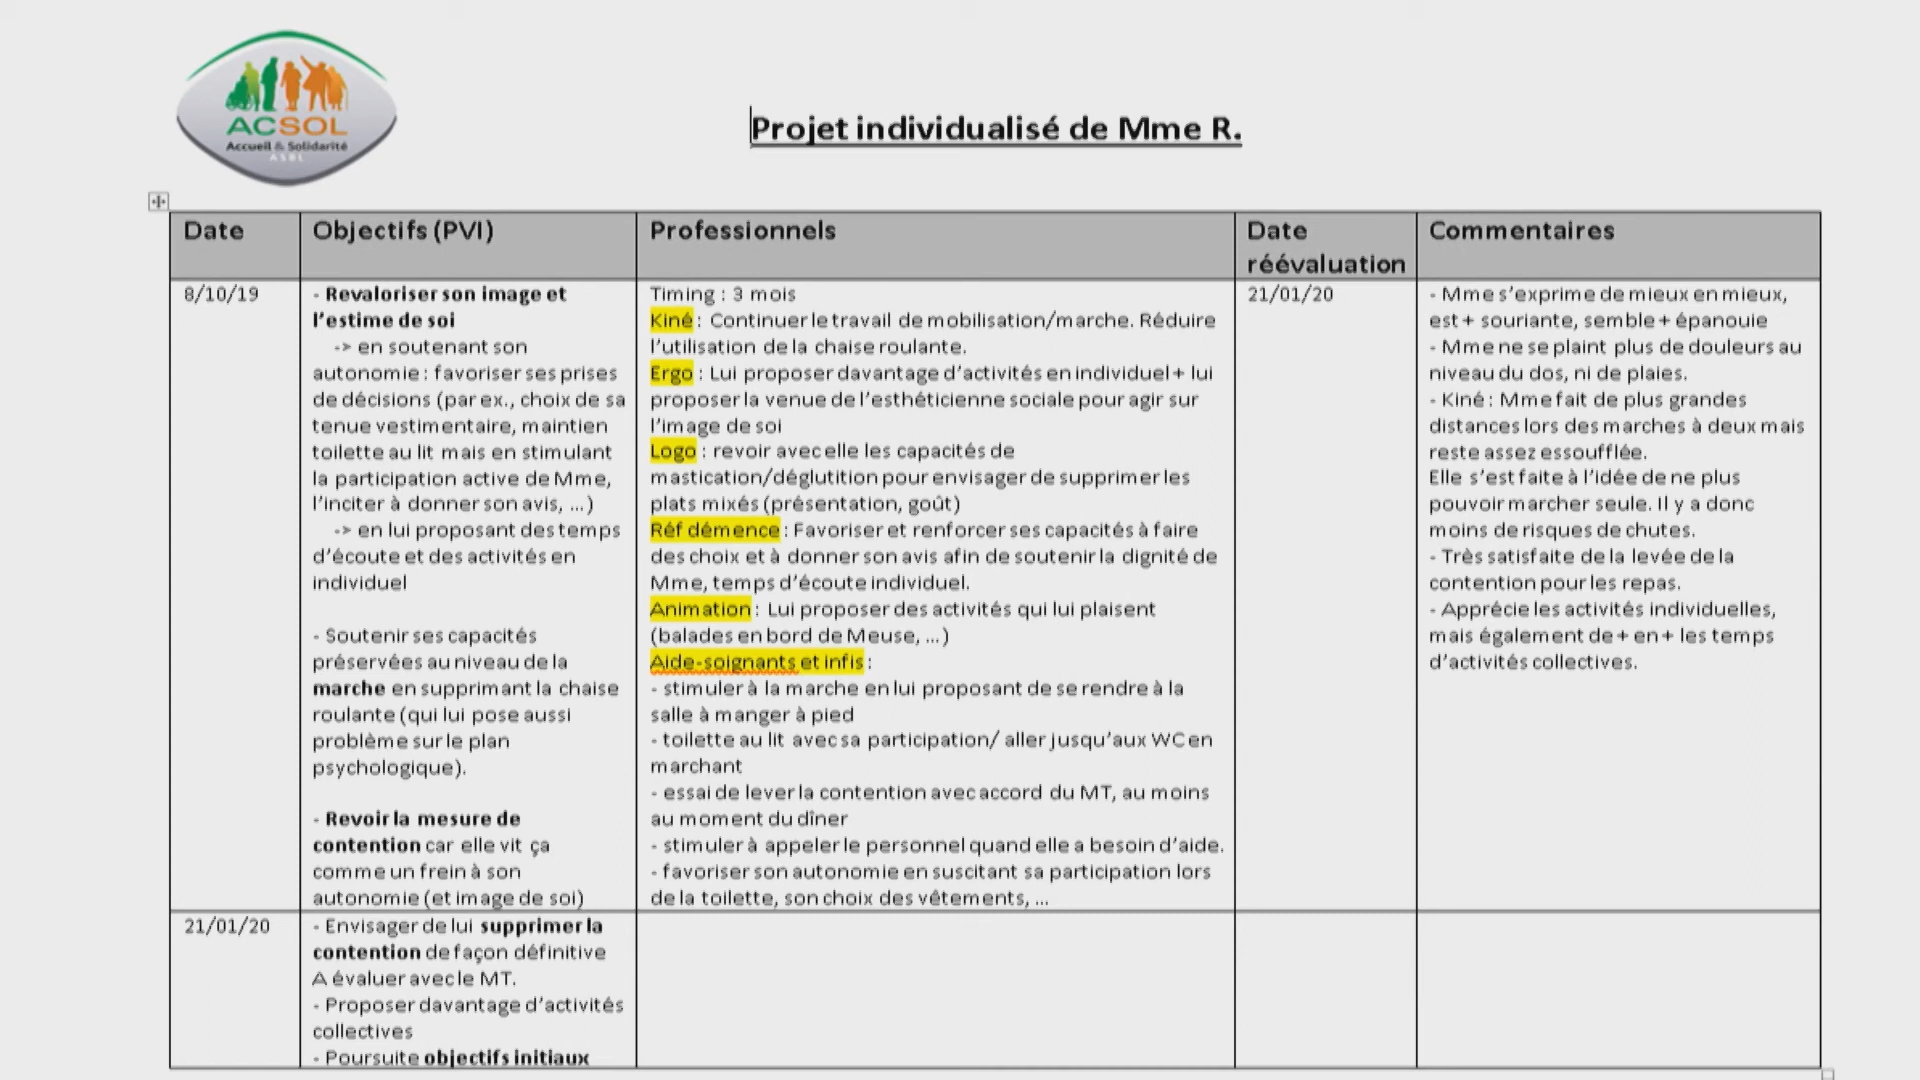 ACSOL
Accueil & Solidarité
ASBL
Projet individualisé de Mme R.
Date
Objectifs (PVI)
Professionnels
Date
réévaluation
Commentaires
8/10/19
- Revaloriser son image et
l’estime de soi
-> en soutenant son
autonomie : favoriser ses prises
de décisions (par ex., choix de sa
tenue vestimentaire, maintien
toilette au lit mais en stimulant
la participation active de Mme,
l’inciter à donner son avis, ...)
-> en lui proposant des temps
d’écoute et des activités en
individuel
- Soutenir ses capacités
préservées au niveau de la
marche en supprimant la chaise
roulante (qui lui pose aussi
problème sur le plan
psychologique).
- Revoir la mesure de
contention car elle vit ça
comme un frein à son
autonomie (et image de soi)
Timing : 3 mois
Kiné : Continuer le travail de mobilisation/marche. Réduire
l’utilisation de la chaise roulante.
Ergo : Lui proposer davantage d’activités en individuel + lui
proposer la venue de l’esthéticienne sociale pour agir sur
l’image de soi
Logo : revoir avec elle les capacités de
mastication/déglutition pour envisager de supprimer les
plats mixés (présentation, goût)
Réf démence : Favoriser et renforcer ses capacités à faire
des choix et à donner son avis afin de soutenir la dignité de
Mme, temps d’écoute individuel.
Animation : Lui proposer des activités qui lui plaisent
(balades en bord de Meuse, ...)
Aide-soignants et infis :
- stimuler à la marche en lui proposant de se rendre à la
salle à manger à pied
- toilette au lit avec sa participation/ aller jusqu’aux WC en
marchant
- essai de lever la contention avec accord du MT, au moins
au moment du dîner
- stimuler à appeler le personnel quand elle a besoin d’aide.
- favoriser son autonomie en suscitant sa participation lors
de la toilette, son choix des vêtements, ...
21/01/20
- Mme s’exprime de mieux en mieux,
est + souriante, semble + épanouie
- Mme ne se plaint plus de douleurs au
niveau du dos, ni de plaies.
- Kiné : Mme fait de plus grandes
distances lors des marches à deux mais
reste assez essoufflée.
Elle s’est faite à l’idée de ne plus
pouvoir marcher seule. Il y a donc
moins de risques de chutes.
- Très satisfaite de la levée de la
contention pour les repas.
- Apprécie les activités individuelles,
mais également de + en + les temps
d’activités collectives.
21/01/20
- Envisager de lui supprimer la
contention de façon définitive
A évaluer avec le MT.
- Proposer davantage d’activités
collectives
- Poursuite objectifs initiaux